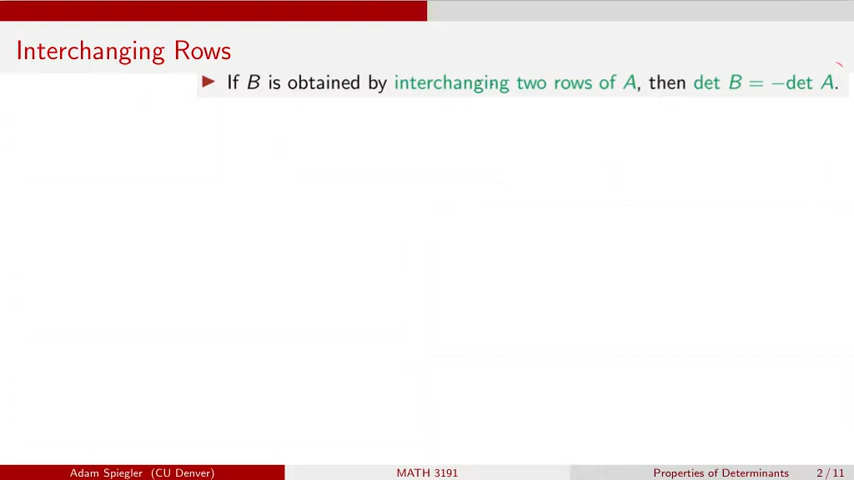 Interchanging Rows
▶ If B is obtained by interchanging two rows of A, then det B = −det A.
Adam Spiegler (CU Denver) MATH 3191 Properties of Determinants 2 / 11